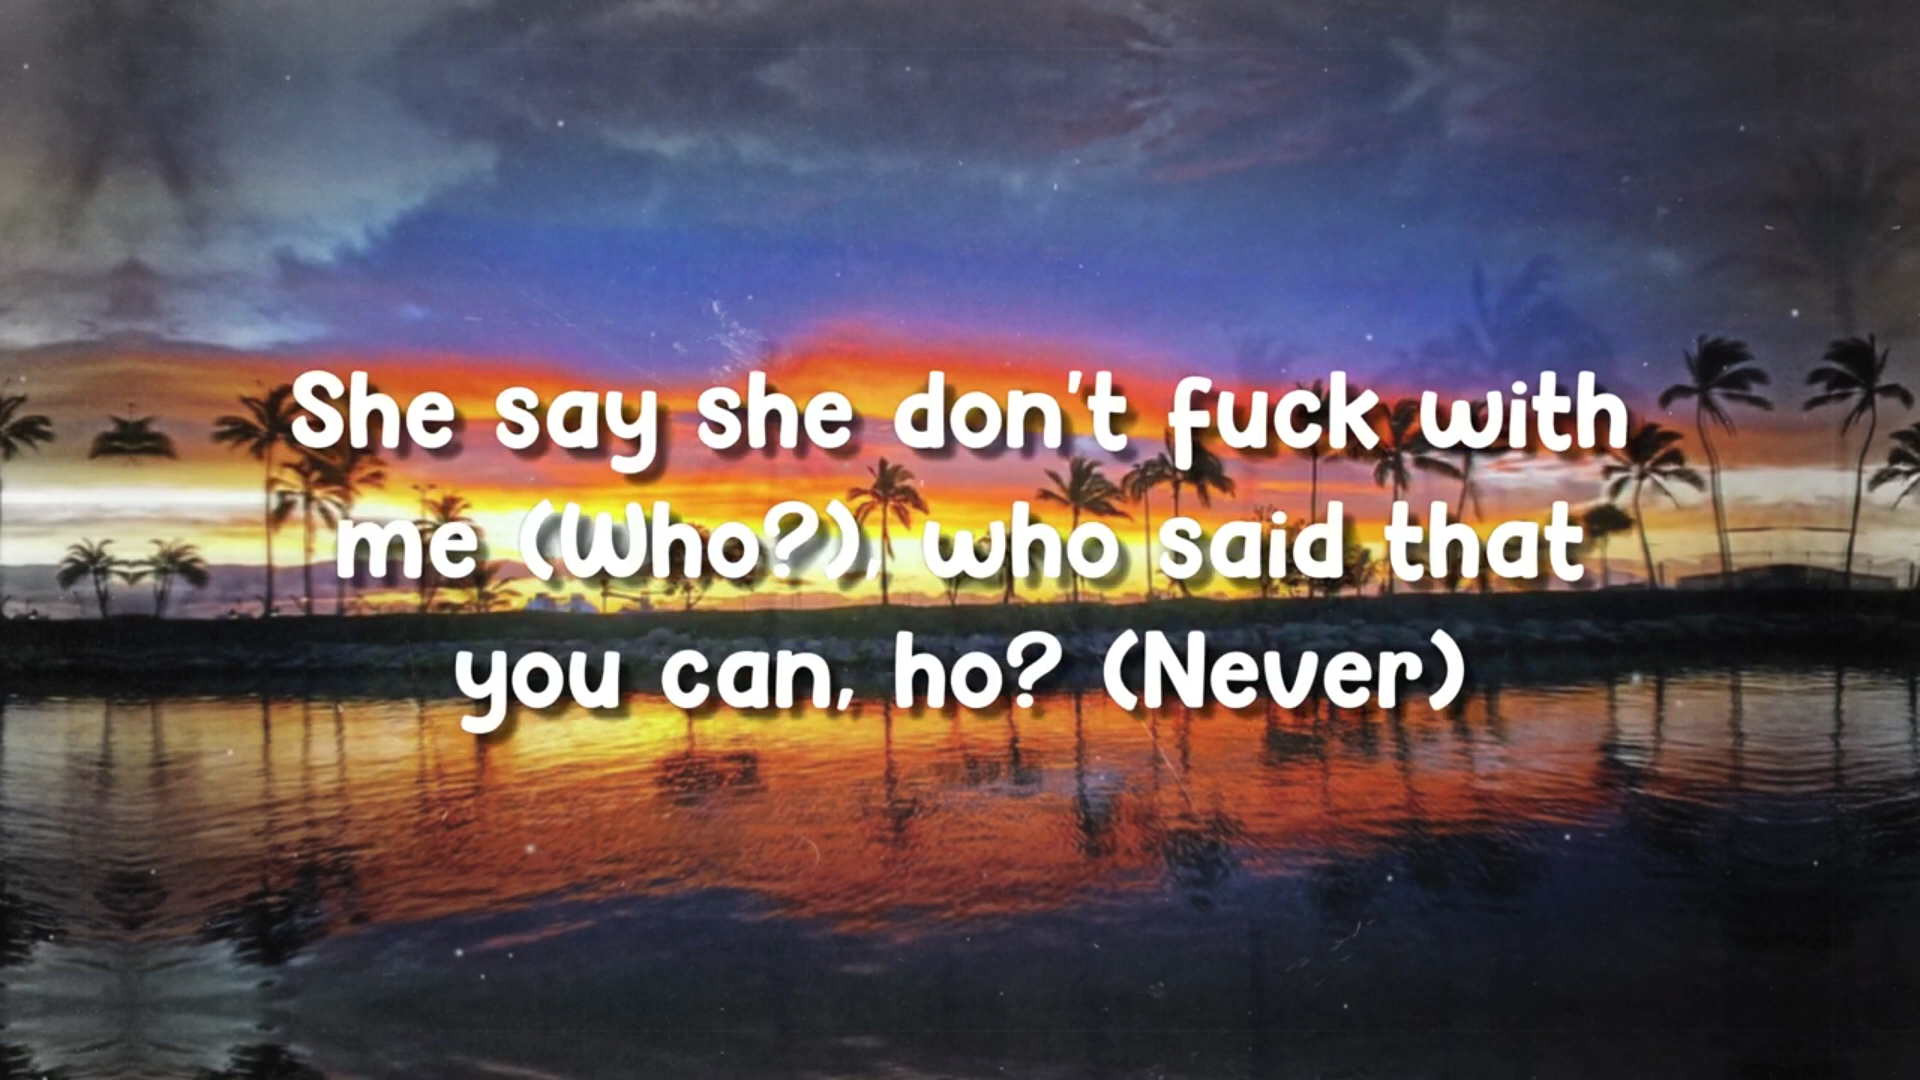 She say she don't fuck with
me (Who?), who said that
you can, ho? (Never)